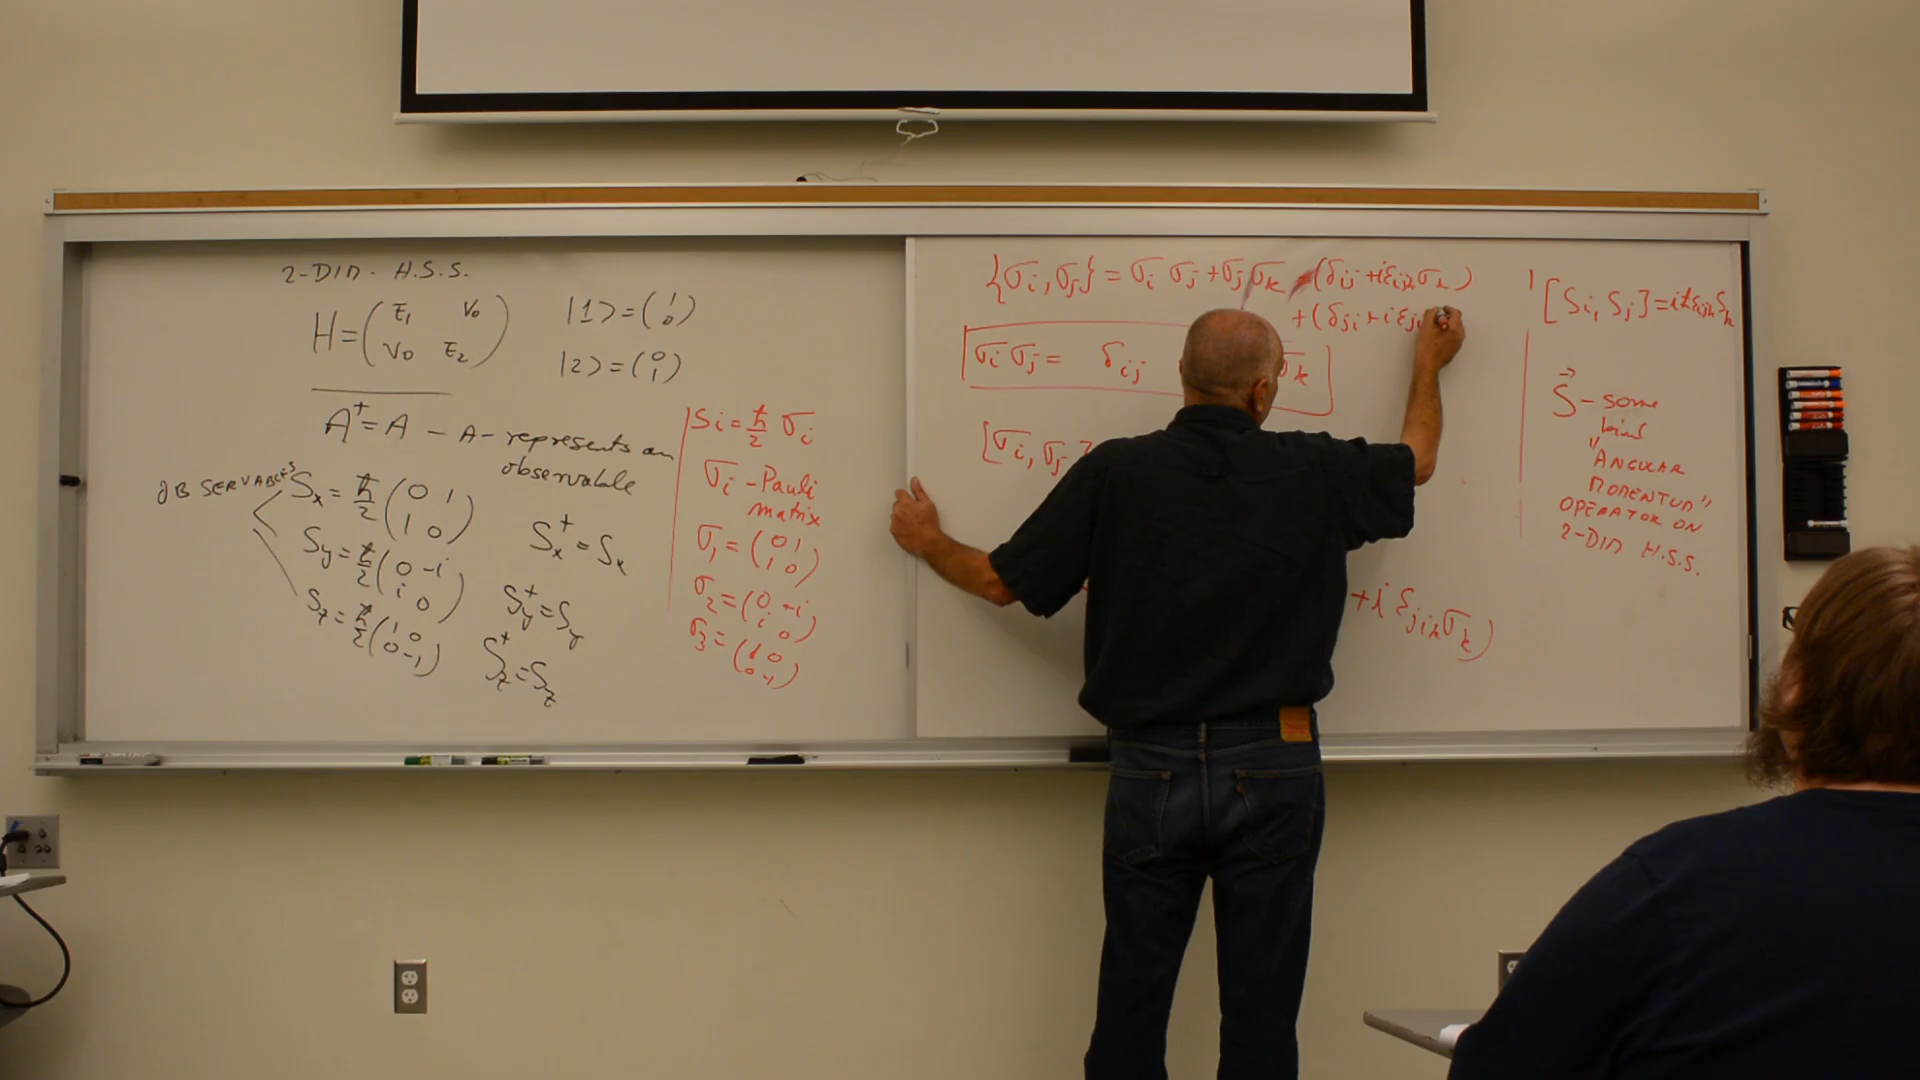 2-DIM. H.S.S.
H = (E₁ V₀
V₀ E₂)
|1> = (1
0)
|2> = (0
1)
A⁺ = A - A - represents an
observable
OBSERVABLES
Sx = ħ/2 (0 1
1 0)
Sy = ħ/2 (0 -i
i 0)
Sz = ħ/2 (1 0
0 -1)
Sx⁺ = Sx
Sy⁺ = Sy
Sz⁺ = Sz
Si = ħ/2 σi
σi - Pauli
matrix
σ₁ = (0 1
1 0)
σ₂ = (0 -i
i 0)
σ₃ = (1 0
0 -1)
{σi, σj} = σi σj + σj σk = (δij + iεijk σk)
+ (δji + iεj
σi σj = δij σk
[σi, σj]
+ i εjik σk)
[Si, Sj] = iħεijk Sk
S⃗ - some
kind
"ANGULAR
MOMENTUM"
OPERATOR ON
2-DIM H.S.S.